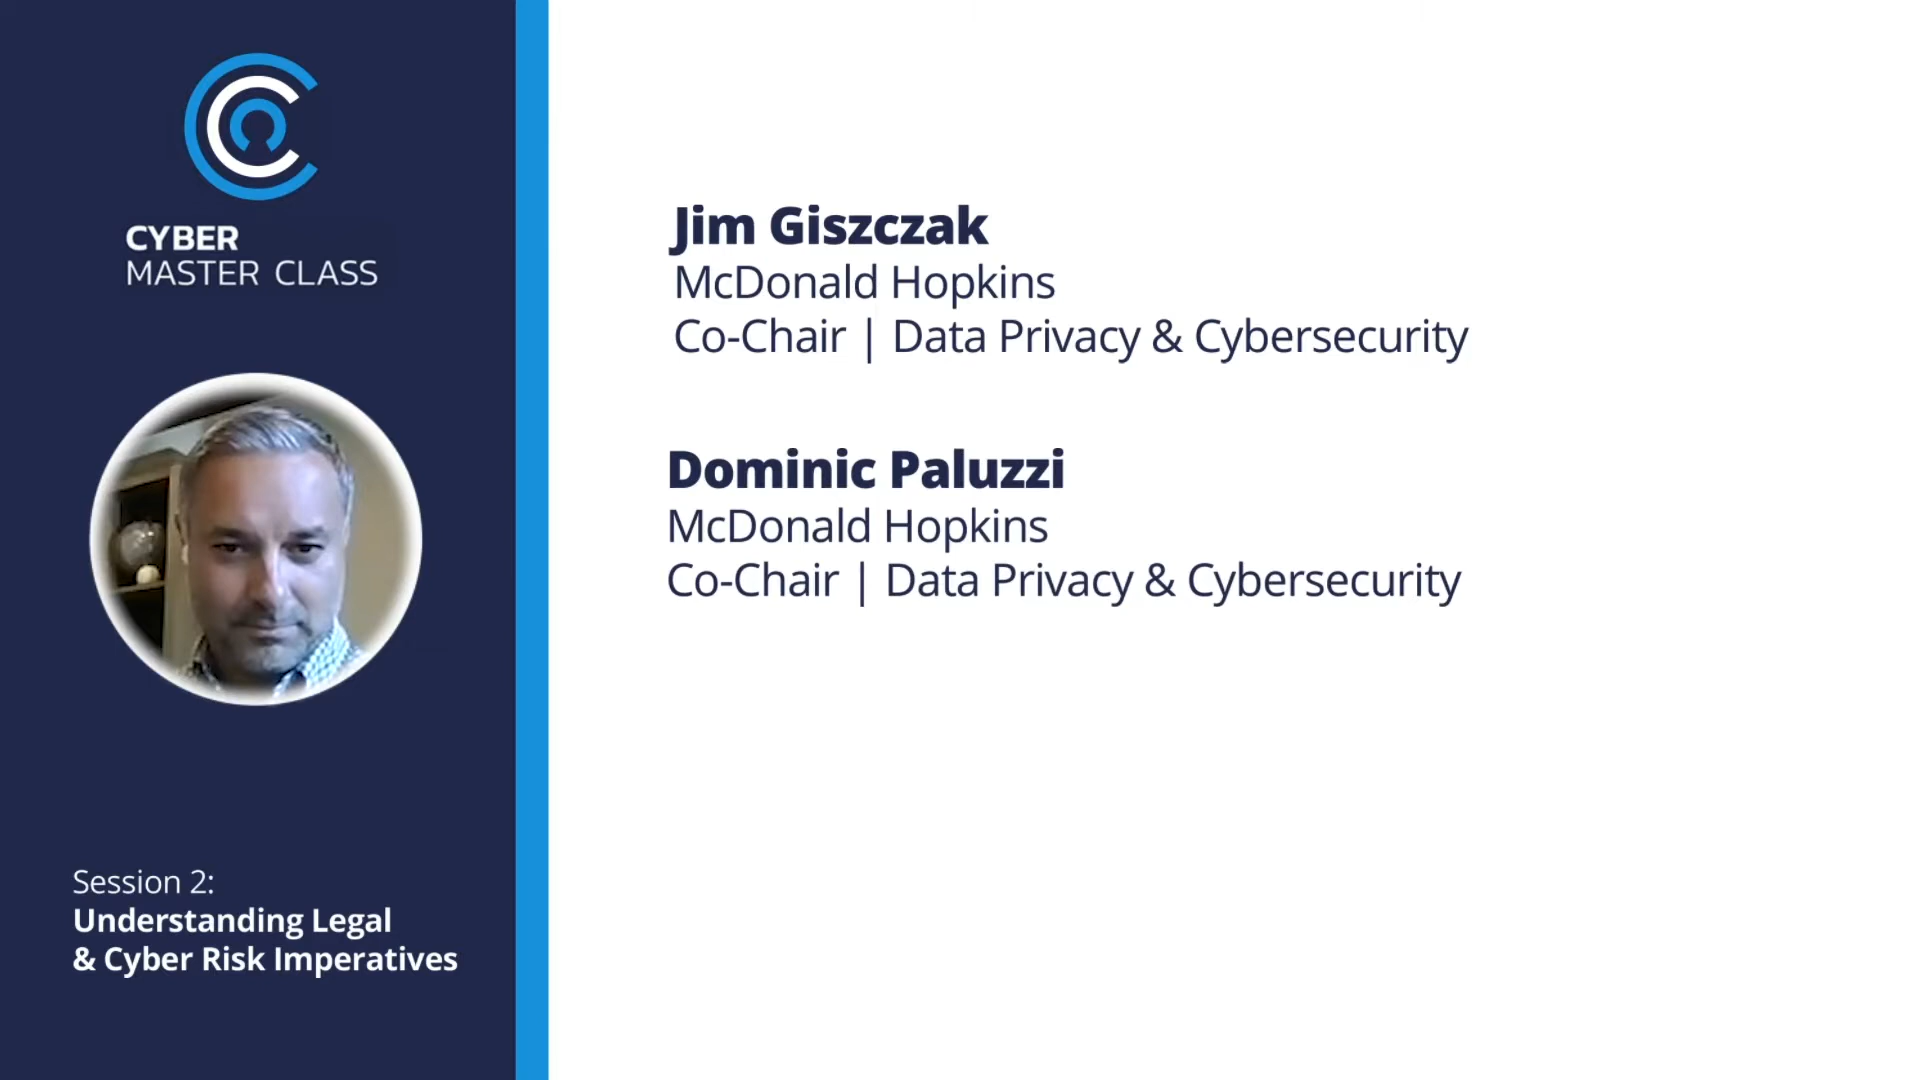 CYBER
MASTER CLASS
Session 2:
Understanding Legal
& Cyber Risk Imperatives
Jim Giszczak
McDonald Hopkins
Co-Chair | Data Privacy & Cybersecurity
Dominic Paluzzi
McDonald Hopkins
Co-Chair | Data Privacy & Cybersecurity